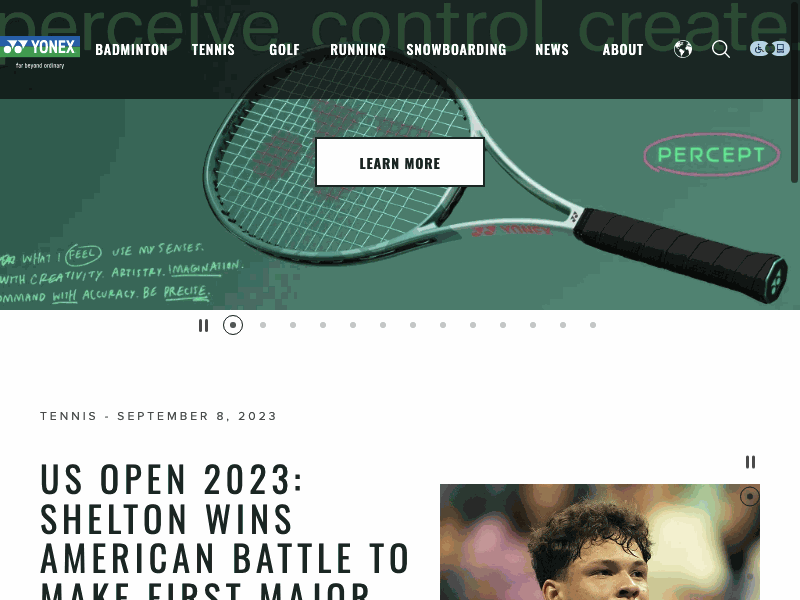 perceive control create
YONEX
for beyond ordinary
BADMINTON TENNIS GOLF RUNNING SNOWBOARDING NEWS ABOUT
LEARN MORE
PERCEPT
YONEX
WHAT I FEEL USE MY SENSES.
WITH CREATIVITY. ARTISTRY. IMAGINATION.
WITH ACCURACY. BE PRECISE.
TENNIS - SEPTEMBER 8, 2023
US OPEN 2023:
SHELTON WINS
AMERICAN BATTLE TO
MAKE FIRST MAJOR